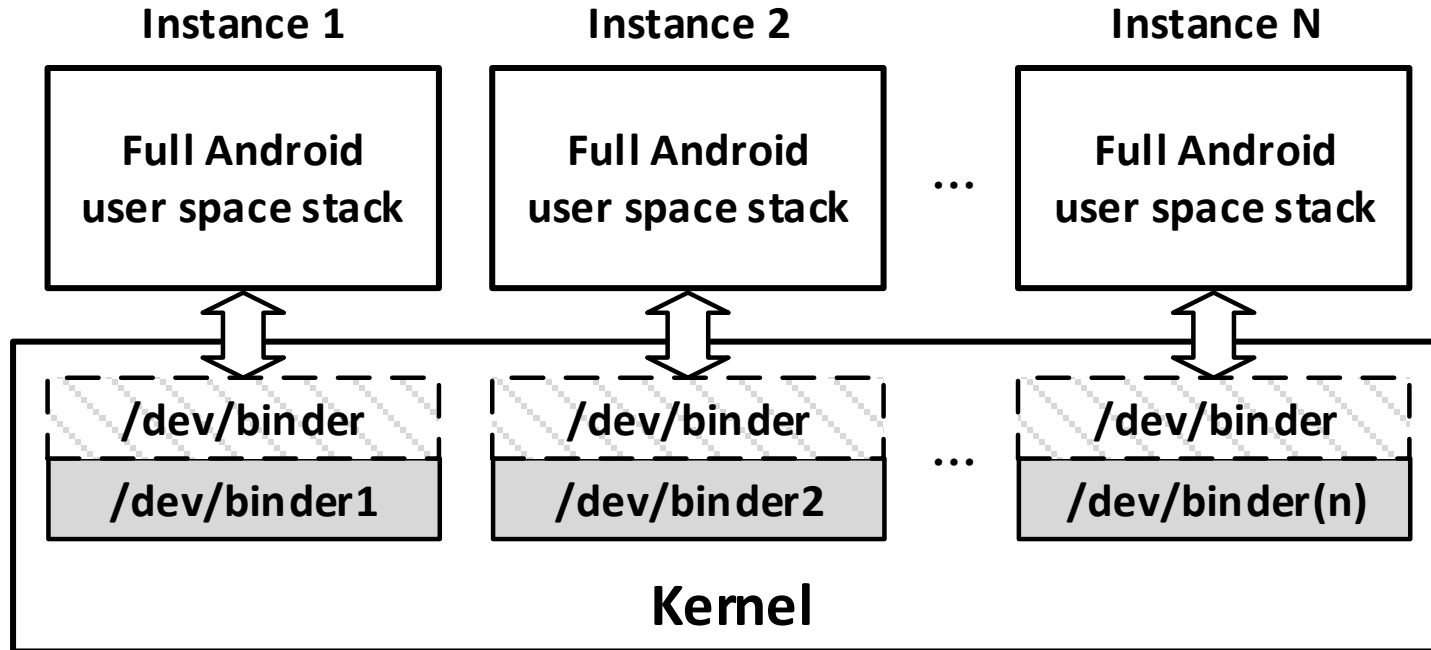 Instance 1
Instance 2
Instance N
Full Android
user space stack
Full Android
user space stack
...
Full Android
user space stack
/dev/binder
/dev/binder
/dev/binder
/dev/binder1
/dev/binder2
...
/dev/binder(n)
Kernel